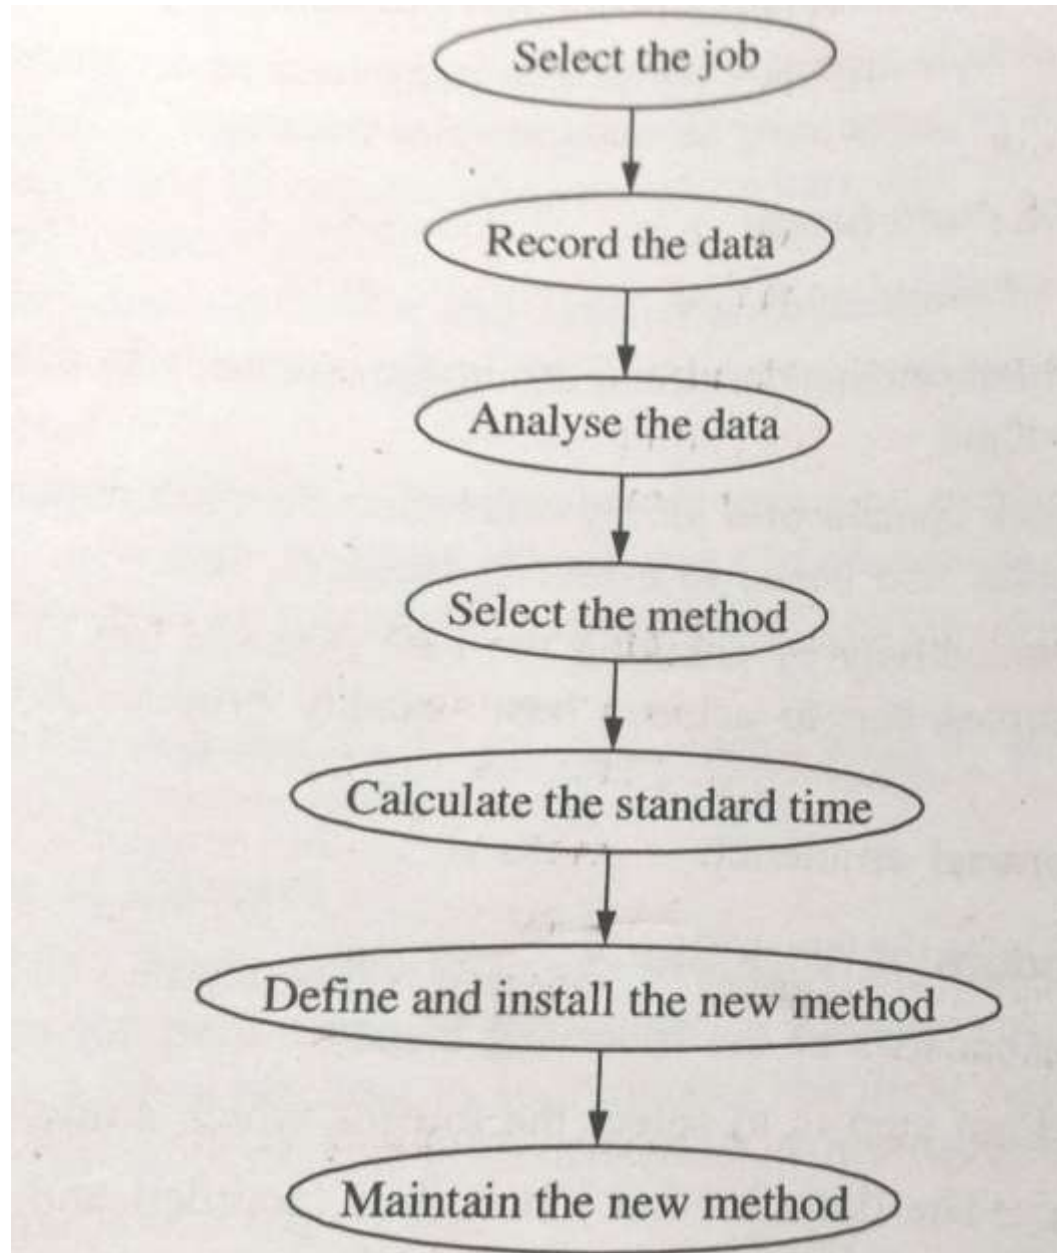 Select the job
Record the data
Analyse the data
Select the method
Calculate the standard time
Define and install the new method
Maintain the new method